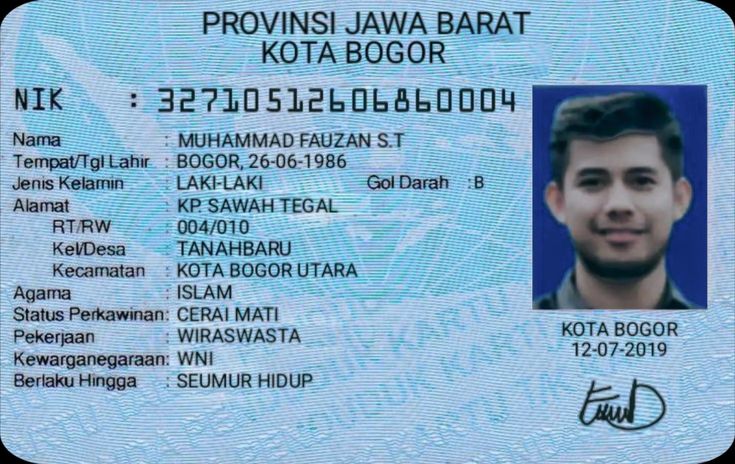 PROVINSI JAWA BARAT
KOTA BOGOR
NIK : 32710512606860004
Nama : MUHAMMAD FAUZAN S.T
Tempat/Tgl Lahir : BOGOR, 26-06-1986
Jenis Kelamin : LAKI-LAKI Gol Darah : B
Alamat : KP. SAWAH TEGAL
RT/RW : 004/010
Kel/Desa : TANAHBARU
Kecamatan : KOTA BOGOR UTARA
Agama : ISLAM
Status Perkawinan: CERAI MATI
Pekerjaan : WIRASWASTA
Kewarganegaraan: WNI
Berlaku Hingga : SEUMUR HIDUP
KOTA BOGOR
12-07-2019